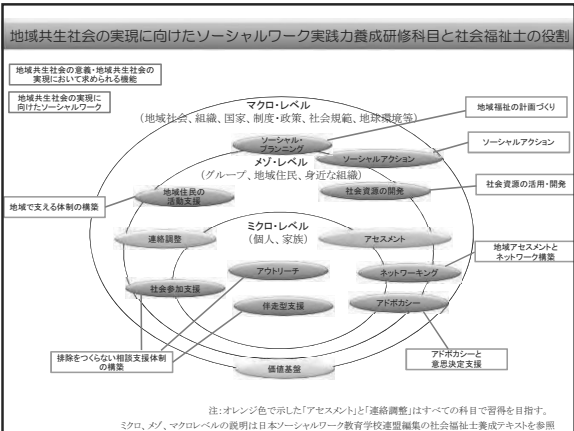 地域共生社会の実現に向けたソーシャルワーク実践力養成研修科目と社会福祉士の役割
地域共生社会の意義・地域共生社会の
実現において求められる機能
地域共生社会の実現に
向けたソーシャルワーク
マクロ・レベル
(地域社会、組織、国家、制度・政策、社会規範、地球環境等)
地域福祉の計画づくり
ソーシャル・
プランニング
ソーシャルアクション
ソーシャルアクション
メゾ・レベル
(グループ、地域住民、身近な組織)
社会資源の開発
社会資源の活用・開発
地域住民の
活動支援
地域で支える体制の構築
ミクロ・レベル
(個人、家族)
連絡調整
アセスメント
地域アセスメントと
ネットワーク構築
アウトリーチ
ネットワーキング
社会参加支援
伴走型支援
アドボカシー
排除をつくらない相談支援体制
の構築
アドボカシーと
意思決定支援
価値基盤
注:オレンジ色で示した「アセスメント」と「連絡調整」はすべての科目で習得を目指す。
ミクロ、メゾ、マクロレベルの説明は日本ソーシャルワーク教育学校連盟編集の社会福祉士養成テキストを参照